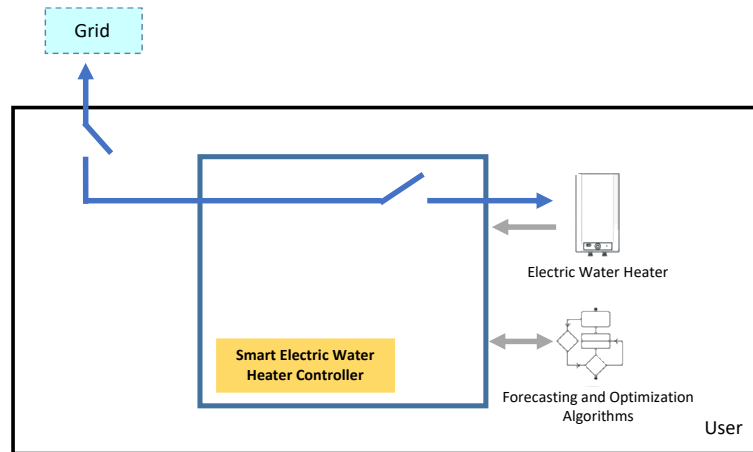 Grid
Electric Water Heater
Smart Electric Water
Heater Controller
Forecasting and Optimization
Algorithms
User